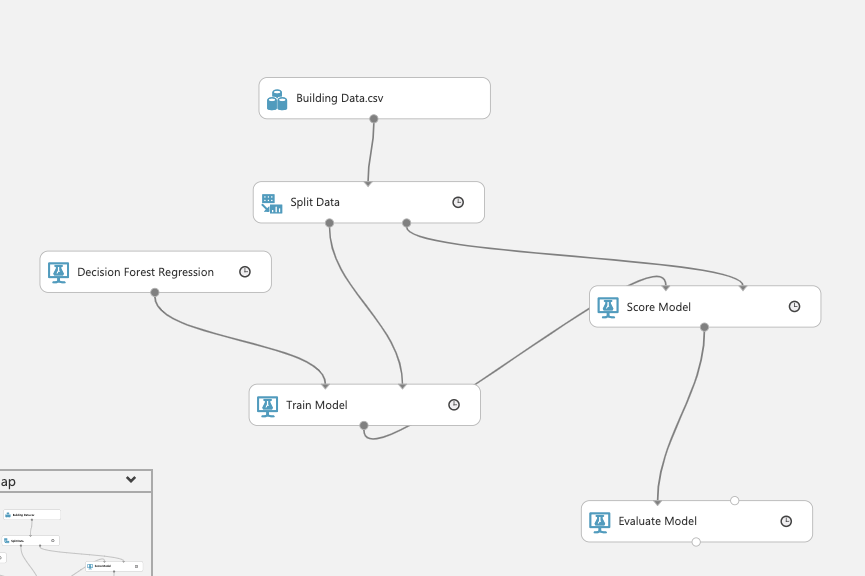 Building Data.csv
Split Data
Decision Forest Regression
Score Model
Train Model
ap
Evaluate Model